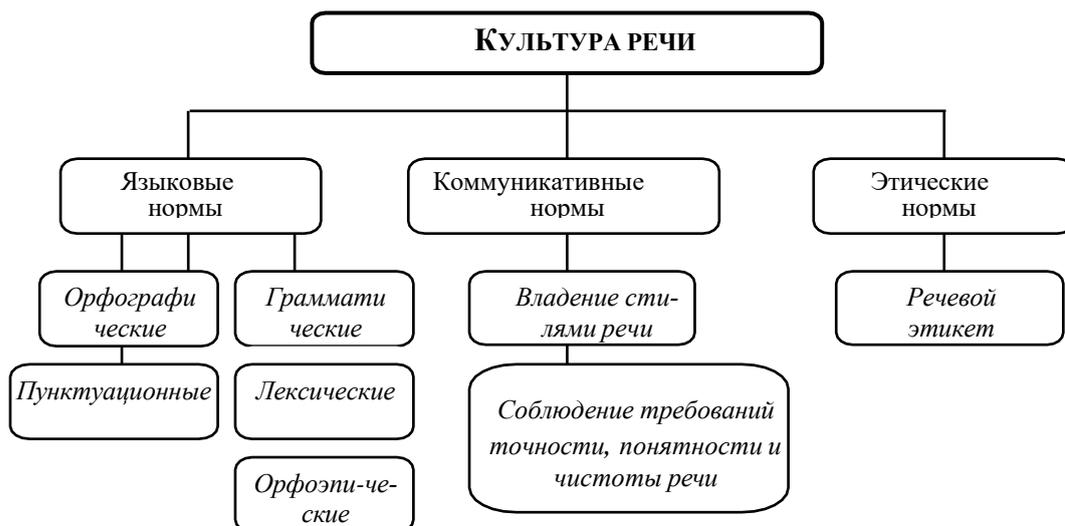 КУЛЬТУРА РЕЧИ
Языковые
нормы
Коммуникативные
нормы
Этические
нормы
Орфографи
ческие
Граммати
ческие
Владение сти-
лями речи
Речевой
этикет
Пунктуационные
Лексические
Соблюдение требований
точности, понятности и
чистоты речи
Орфоэпи-че-
ские